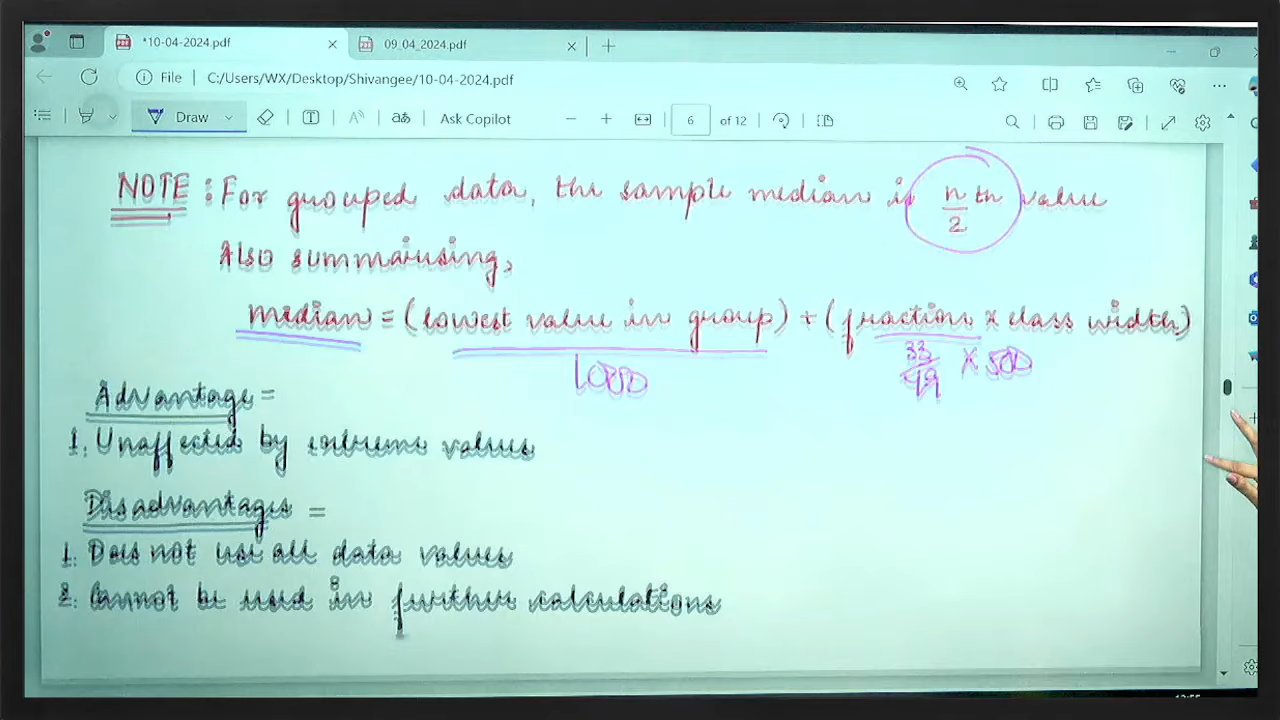 *10-04-2024.pdf
09_04_2024.pdf
File C:/Users/WX/Desktop/Shivangee/10-04-2024.pdf
Draw
Ask Copilot
6 of 12
NOTE : For grouped data, the sample median is n/2 th value
Also summarising,
median = (lowest value in group) + (fraction x class width)
1000
33/49 x 500
Advantage =
1. Unaffected by extreme values
Disadvantages =
1. Does not use all data values
2. Cannot be used in further calculations